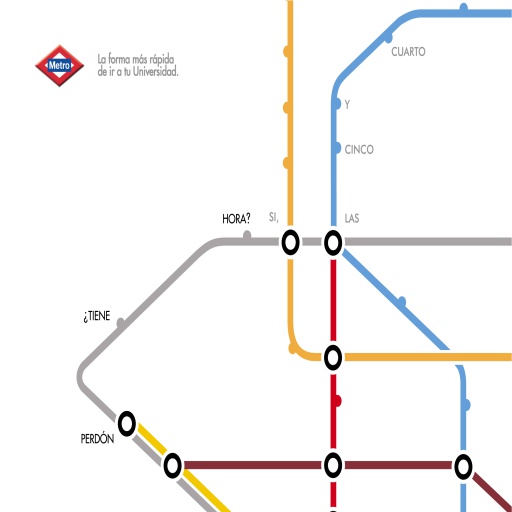 Metro
La forma más rápida
de ir a tu Universidad.
CUARTO
Y
CINCO
HORA?
SI,
LAS
¿TIENE
PERDÓN